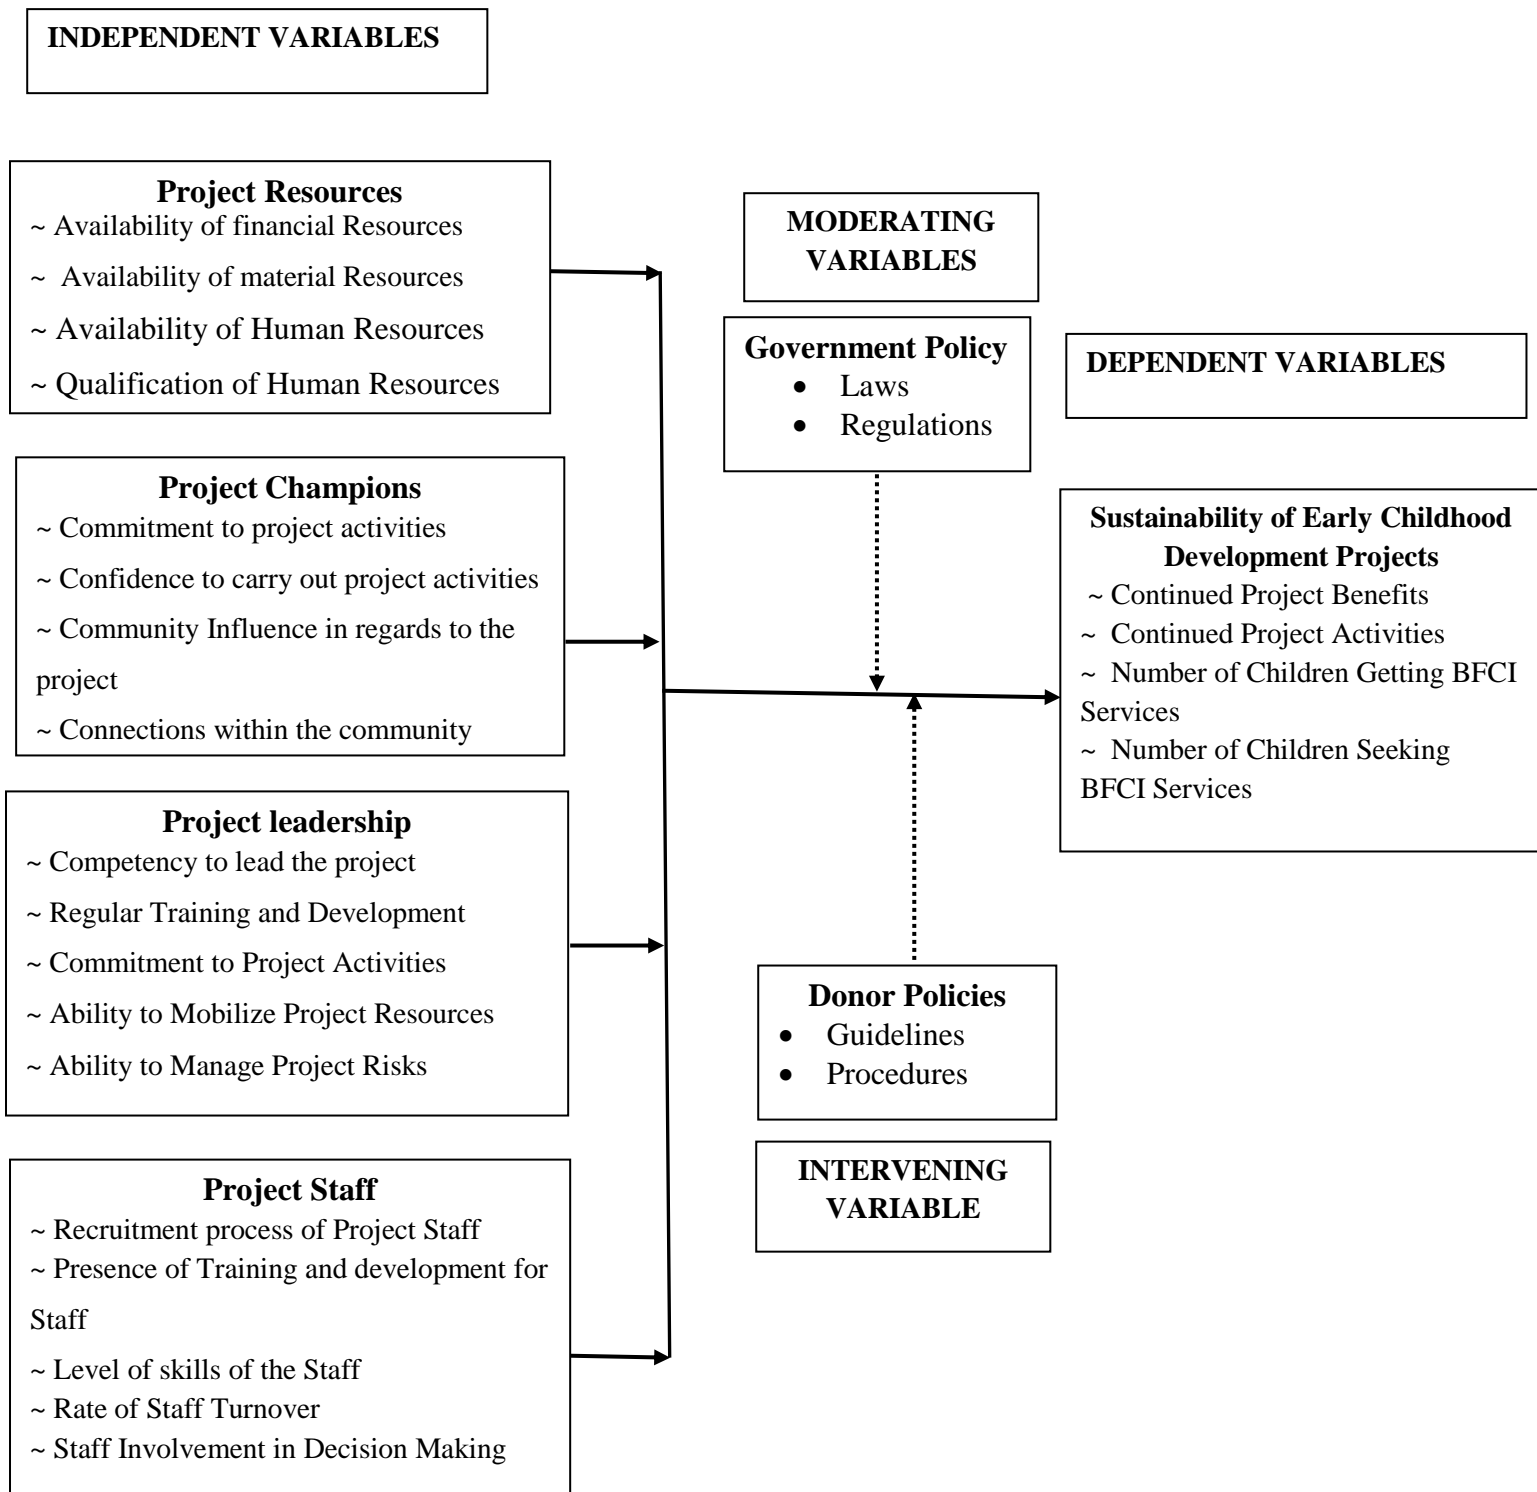 INDEPENDENT VARIABLES
Project Resources
~ Availability of financial Resources
~ Availability of material Resources
~ Availability of Human Resources
~ Qualification of Human Resources
Project Champions
~ Commitment to project activities
~ Confidence to carry out project activities
~ Community Influence in regards to the
project
~ Connections within the community
Project leadership
~ Competency to lead the project
~ Regular Training and Development
~ Commitment to Project Activities
~ Ability to Mobilize Project Resources
~ Ability to Manage Project Risks
Project Staff
~ Recruitment process of Project Staff
~ Presence of Training and development for
Staff
~ Level of skills of the Staff
~ Rate of Staff Turnover
~ Staff Involvement in Decision Making
MODERATING
VARIABLES
Government Policy
• Laws
• Regulations
Donor Policies
• Guidelines
• Procedures
INTERVENING
VARIABLE
DEPENDENT VARIABLES
Sustainability of Early Childhood
Development Projects
~ Continued Project Benefits
~ Continued Project Activities
~ Number of Children Getting BFCI
Services
~ Number of Children Seeking
BFCI Services